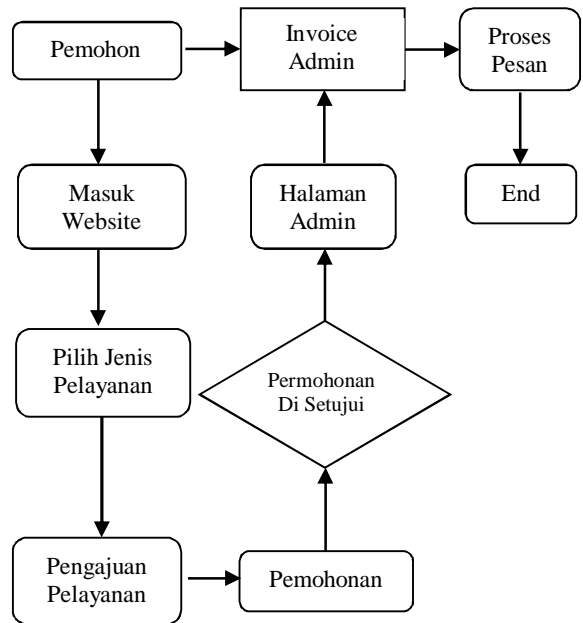 Pemohon
Invoice
Admin
Proses
Pesan
Masuk
Website
Halaman
Admin
End
Pilih Jenis
Pelayanan
Permohonan
Di Setujui
Pengajuan
Pelayanan
Pemohonan